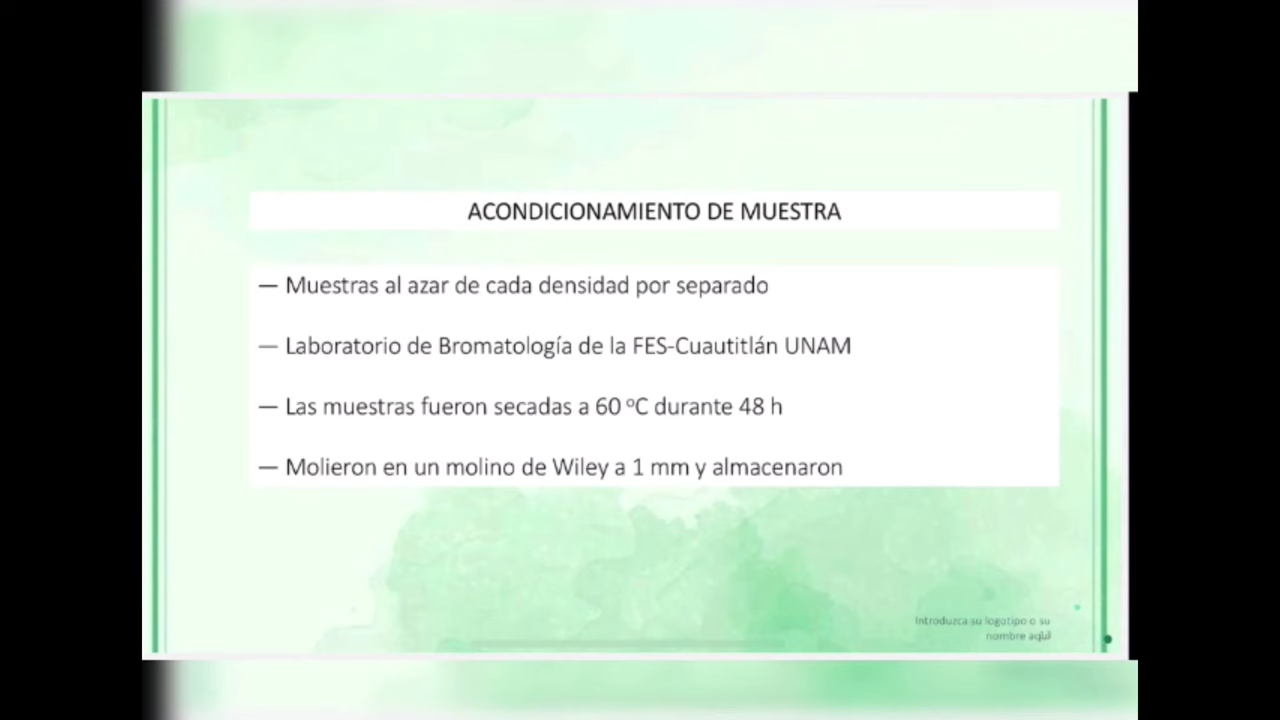 ACONDICIONAMIENTO DE MUESTRA
— Muestras al azar de cada densidad por separado
— Laboratorio de Bromatología de la FES-Cuautitlán UNAM
— Las muestras fueron secadas a 60 ºC durante 48 h
— Molieron en un molino de Wiley a 1 mm y almacenaron
Introduzca su logotipo o su
nombre aquí